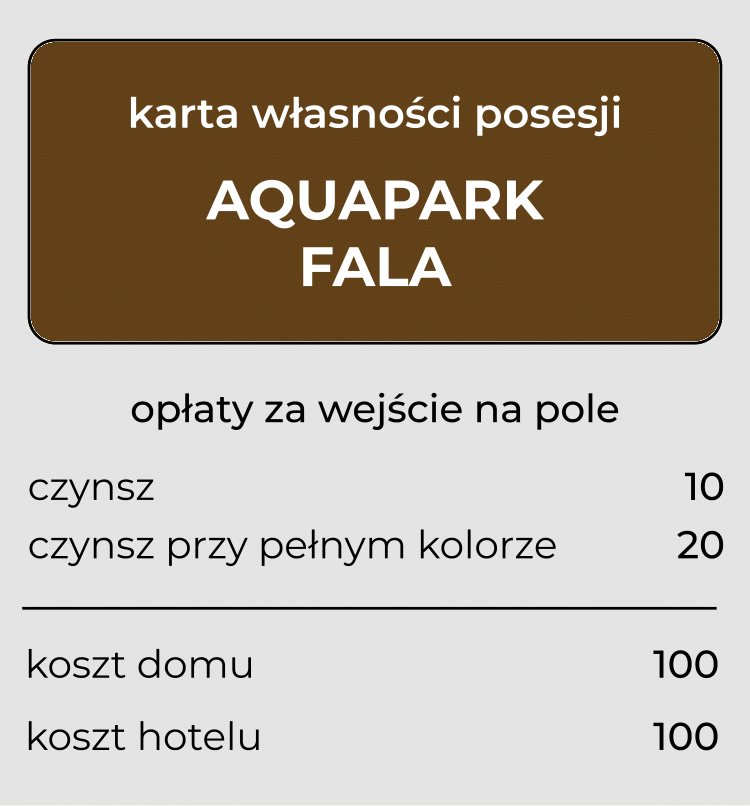 karta własności posesji
AQUAPARK
FALA
opłaty za wejście na pole
czynsz 10
czynsz przy pełnym kolorze 20
koszt domu 100
koszt hotelu 100